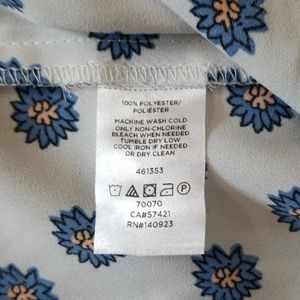 100% POLYESTER/
POLIÉSTER
MACHINE WASH COLD
ONLY NON-CHLORINE
BLEACH WHEN NEEDED
TUMBLE DRY LOW
COOL IRON IF NEEDED
OR DRY CLEAN
461353
P
70070
CA#57421
RN#140923